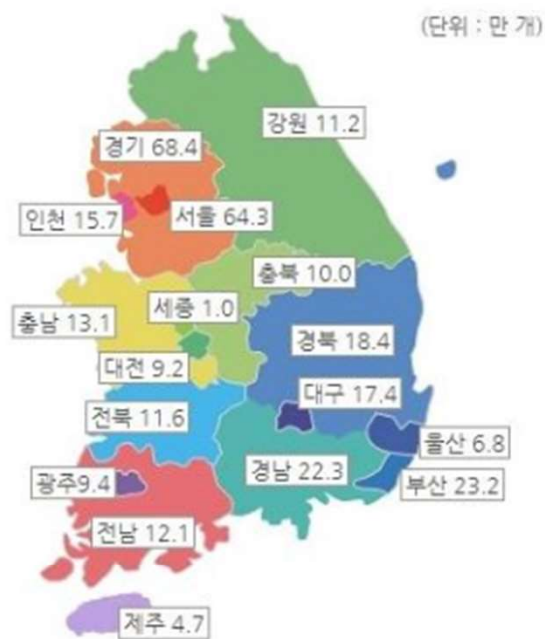 (단위 : 만 개)
강원 11.2
경기 68.4
인천 15.7
서울 64.3
충북 10.0
세종 1.0
충남 13.1
경북 18.4
대전 9.2
대구 17.4
전북 11.6
울산 6.8
경남 22.3
광주9.4
부산 23.2
전남 12.1
제주 4.7